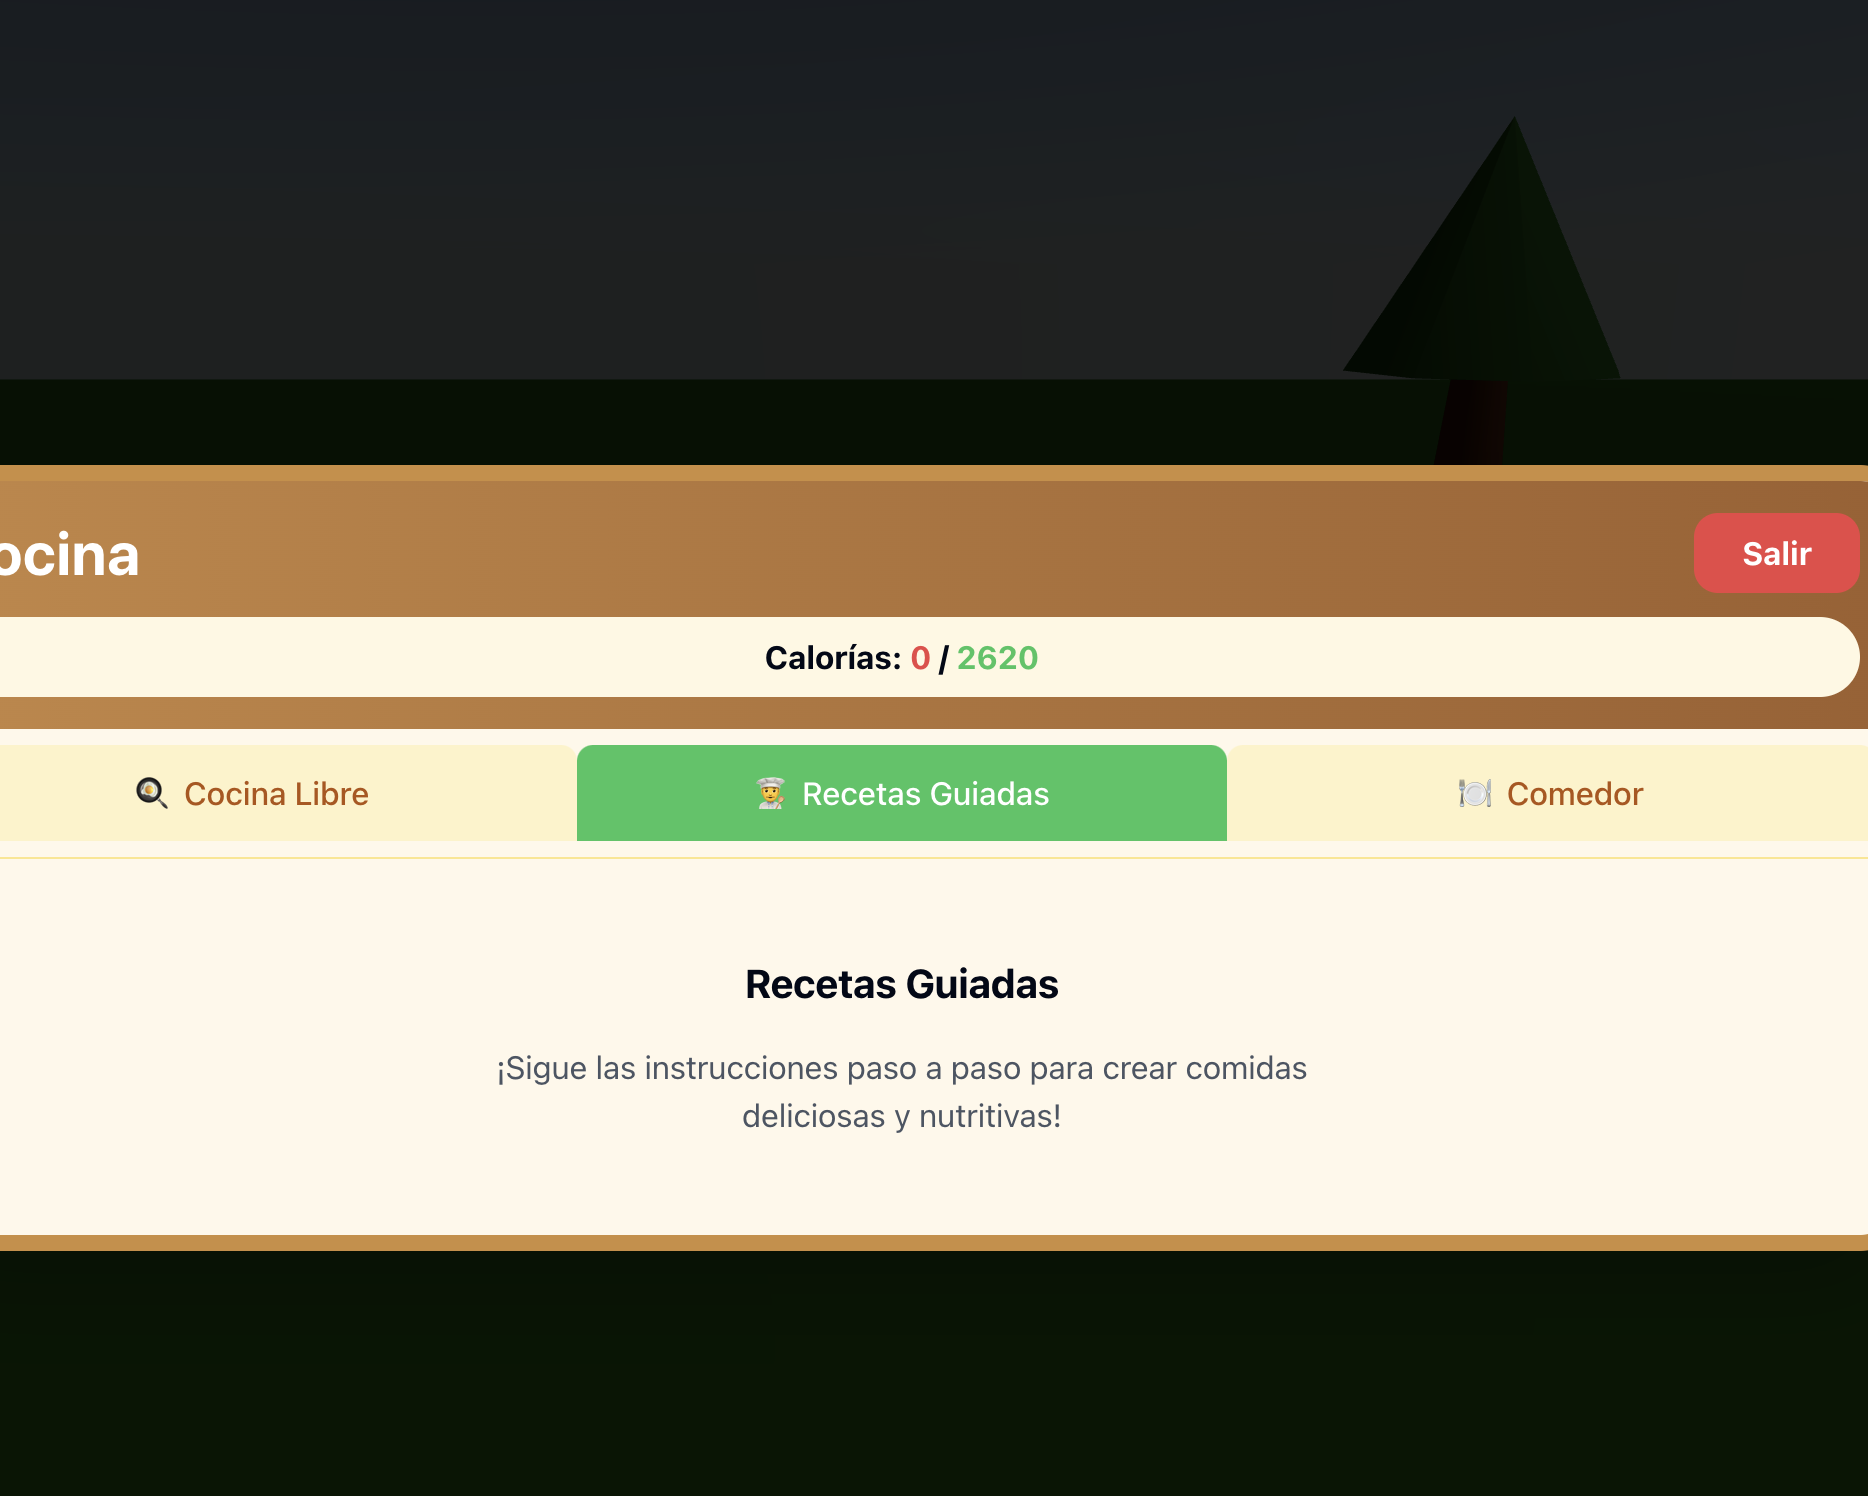 ocina
Salir
Calorías: 0 / 2620
Cocina Libre
Recetas Guiadas
Comedor
Recetas Guiadas
¡Sigue las instrucciones paso a paso para crear comidas
deliciosas y nutritivas!